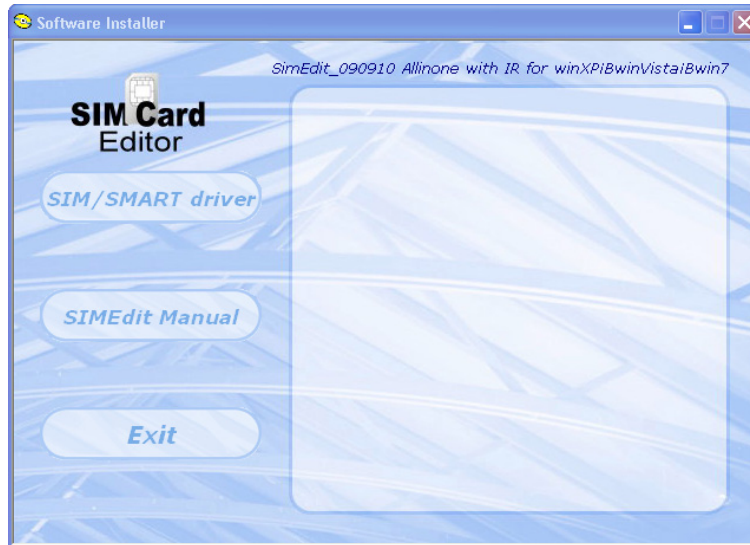 Software Installer
SimEdit_090910 Allinone with IR for winXPiBwinVistaiBwin7
SIM Card
Editor
SIM/SMART driver
SIMEdit Manual
Exit